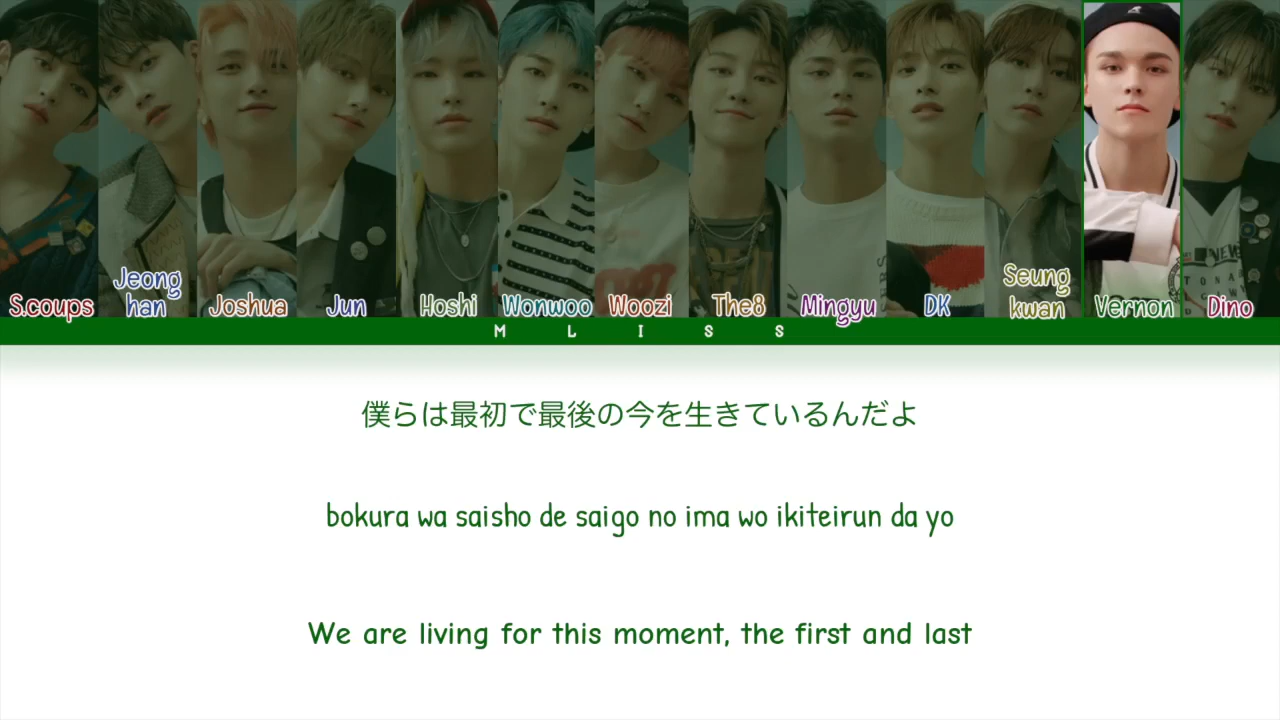 S.coups
Jeong
han
Joshua
Jun
Hoshi
Wonwoo
Woozi
The8
Mingyu
DK
Seung
kwan
Vernon
Dino
M L I S S
僕らは最初で最後の今を生きているんだよ
bokura wa saisho de saigo no ima wo ikiteirun da yo
We are living for this moment, the first and last